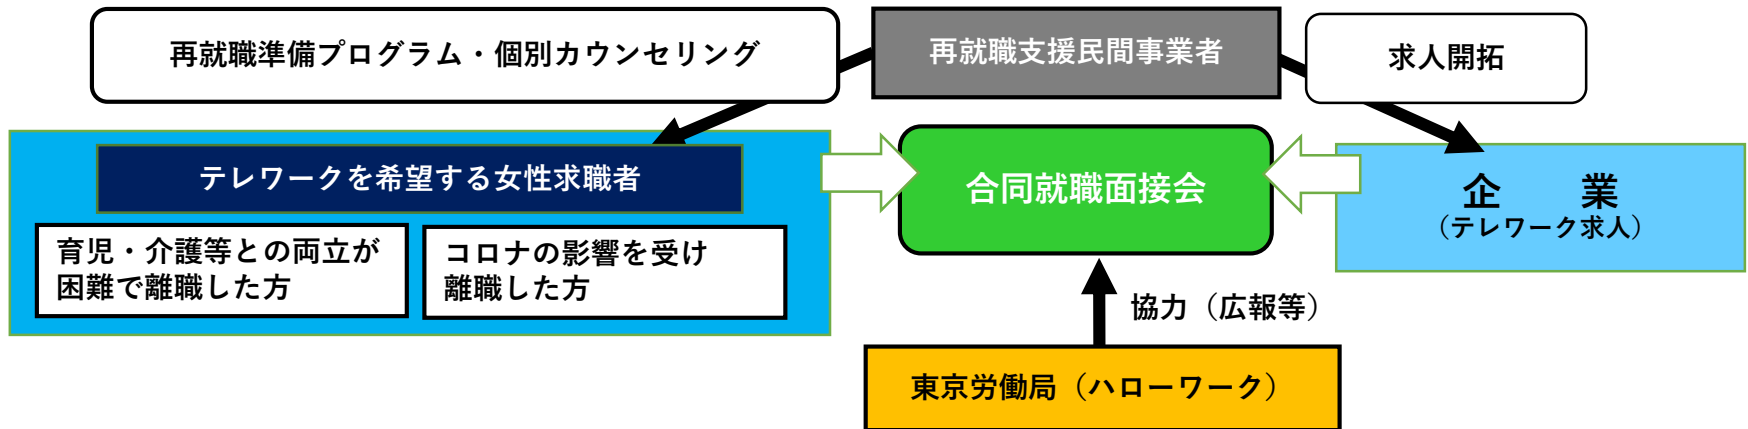 再就職準備プログラム・個別カウンセリング
再就職支援民間事業者
求人開拓
テレワークを希望する女性求職者
育児・介護等との両立が
困難で離職した方
コロナの影響を受け
離職した方
合同就職面接会
企　業
（テレワーク求人）
協力（広報等）
東京労働局（ハローワーク）